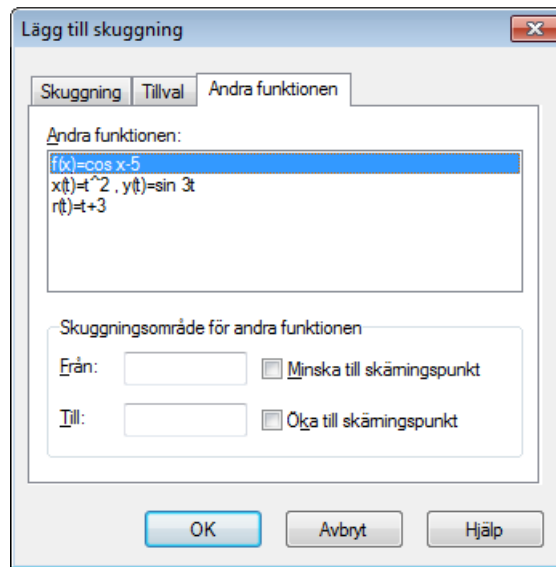 Lägg till skuggning
Skuggning Tillval Andra funktionen
Andra funktionen:
f(x)=cos x-5
x(t)=t^2 , y(t)=sin 3t
r(t)=t+3
Skuggningsområde för andra funktionen
Från: Minska till skärningspunkt
Till: Öka till skärningspunkt
OK Avbryt Hjälp